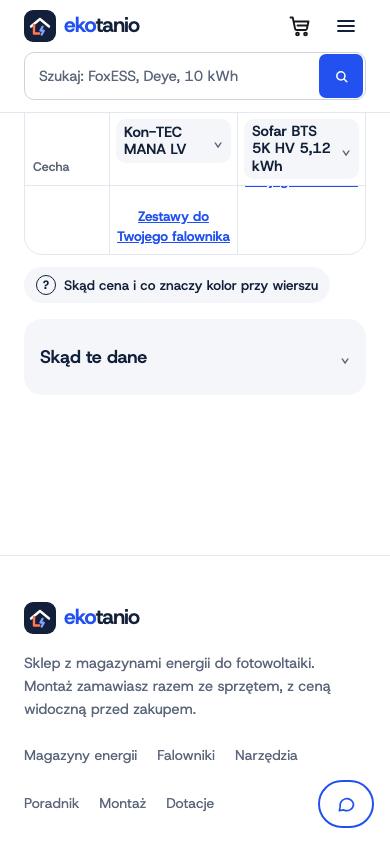 ekotanio
Szukaj: FoxESS, Deye, 10 kWh
Kon-TEC
MANA LV
Sofar BTS
5K HV 5,12
kWh
Cecha
Zestawy do
Twojego falownika
? Skąd cena i co znaczy kolor przy wierszu
Skąd te dane
ekotanio
Sklep z magazynami energii do fotowoltaiki.
Montaż zamawiasz razem ze sprzętem, z ceną
widoczną przed zakupem.
Magazyny energii Falowniki Narzędzia
Poradnik Montaż Dotacje